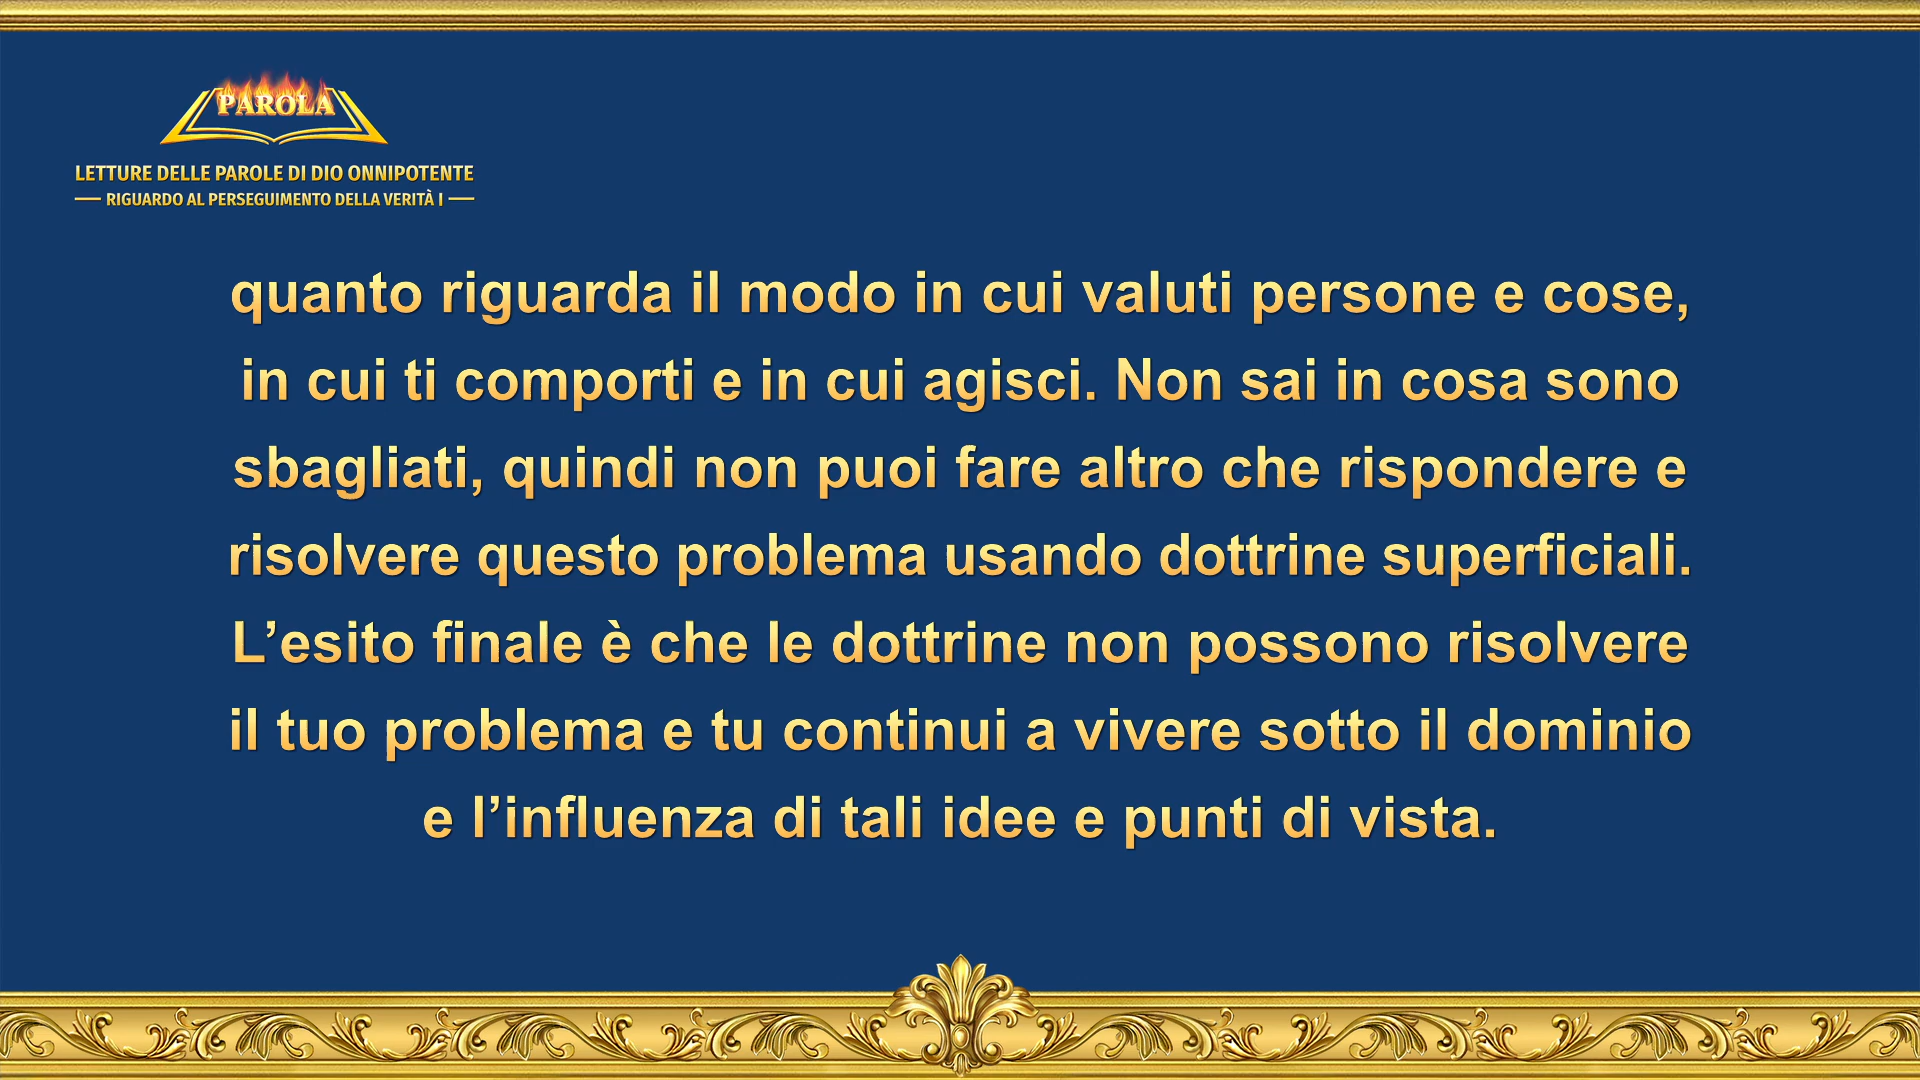 PAROLA
LETTURE DELLE PAROLE DI DIO ONNIPOTENTE
RIGUARDO AL PERSEGUIMENTO DELLA VERITÀ I
quanto riguarda il modo in cui valuti persone e cose,
in cui ti comporti e in cui agisci. Non sai in cosa sono
sbagliati, quindi non puoi fare altro che rispondere e
risolvere questo problema usando dottrine superficiali.
L’esito finale è che le dottrine non possono risolvere
il tuo problema e tu continui a vivere sotto il dominio
e l’influenza di tali idee e punti di vista.